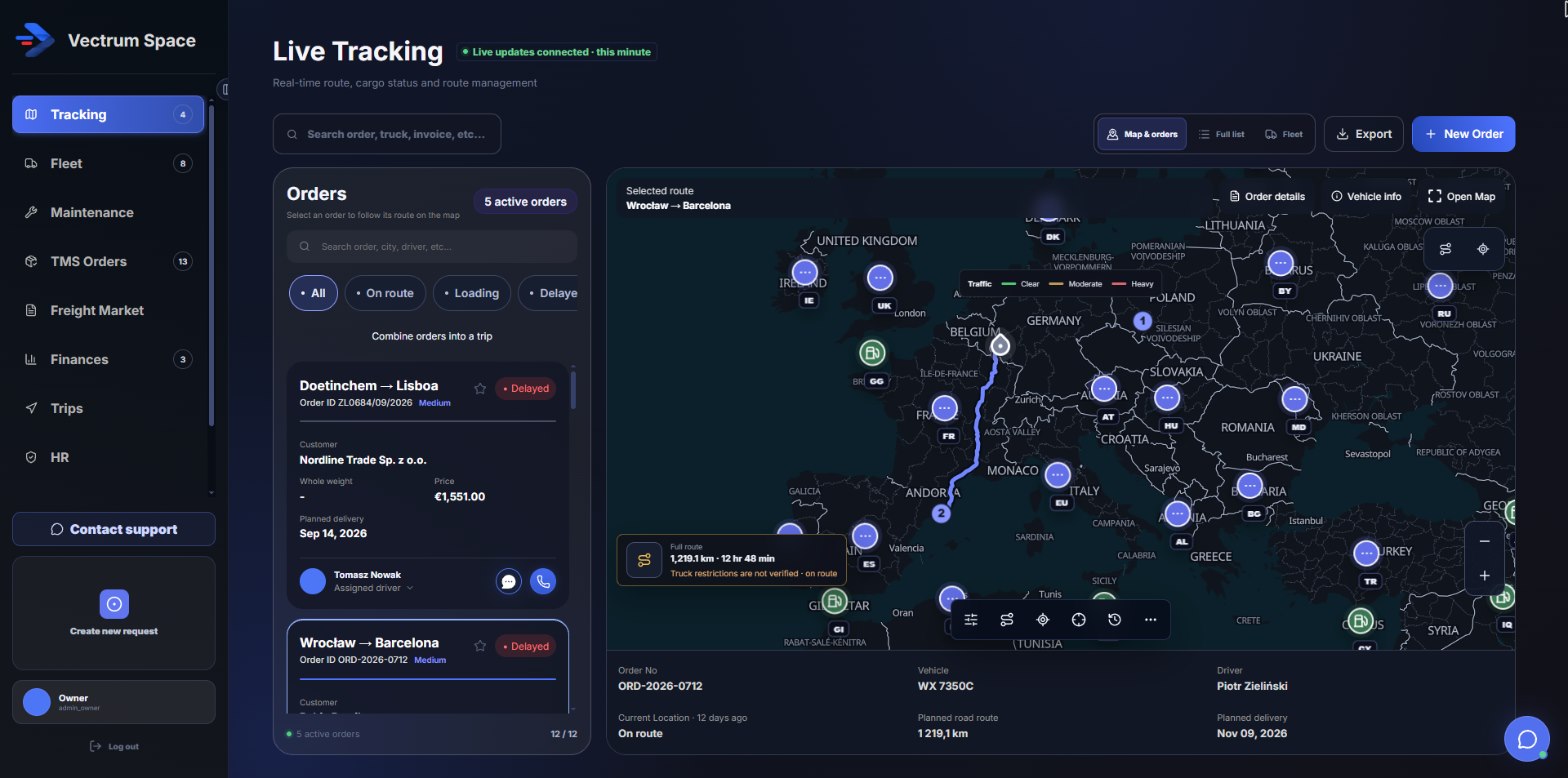 Vectrum Space
Tracking 4
Fleet 8
Maintenance
TMS Orders 13
Freight Market
Finances 3
Trips
HR
Contact support
Create new request
Owner
admin_owner
Log out
Live Tracking
Live updates connected · this minute
Real-time route, cargo status and route management
Search order, truck, invoice, etc...
Map & orders
Full list
Fleet
Export
New Order
Orders
Select an order to follow its route on the map
5 active orders
Search order, city, driver, etc...
All
On route
Loading
Delaye
Combine orders into a trip
Doetinchem → Lisboa
Delayed
Order ID ZL0684/09/2026 Medium
Customer
Nordline Trade Sp. z o.o.
Whole weight
Price
-
€1,551.00
Planned delivery
Sep 14, 2026
Tomasz Nowak
Assigned driver
Wrocław → Barcelona
Delayed
Order ID ORD-2026-0712 Medium
Customer
5 active orders
12 / 12
Selected route
Wrocław → Barcelona
Order details
Vehicle info
Open Map
Traffic
Clear
Moderate
Heavy
DK
LITHUANIA
MOSCOW OBLAST
UNITED KINGDOM
POMERANIAN
VOIVODESHIP
KALUGA OBLAS
MECKLENBURG-
VORPOMMERN
IE
UK
London
BY
RU
POLAND
VOLYN OBLAST
CHERNIHIV OBLAST
VORONEZH OBLAST
GERMANY
1
SILESIAN
VOIVODESHIP
BELGIUM
UKRAINE
VOLGOGRA
GG
ÎLE-DE-FRANCE
SLOVAKIA
Zurich
AT
HU
MD
ROSTOV OBLAST
KHERSON OBLAST
FR
AOSTA VALLEY
CROATIA
ROMANIA
Sarajevo
Bucharest
Sevastopol
REPUBLIC OF ADYGEA
MONACO
ITALY
EU
GALICIA
ANDORRA
2
BG
AL
CAMPANIA
Istanbul
SARDINIA
Valencia
ES
CALABRIA
GREECE
TR
SICILY
Tunis
Oran
GI
CRETE
SYRIA
IQ
RABAT-SALÉ-KÉNITRA
TUNISIA
Full route
1,219.1 km · 12 hr 48 min
Truck restrictions are not verified · on route
Order No
ORD-2026-0712
Vehicle
WX 7350C
Driver
Piotr Zieliński
Current Location · 12 days ago
On route
Planned road route
1 219,1 km
Planned delivery
Nov 09, 2026